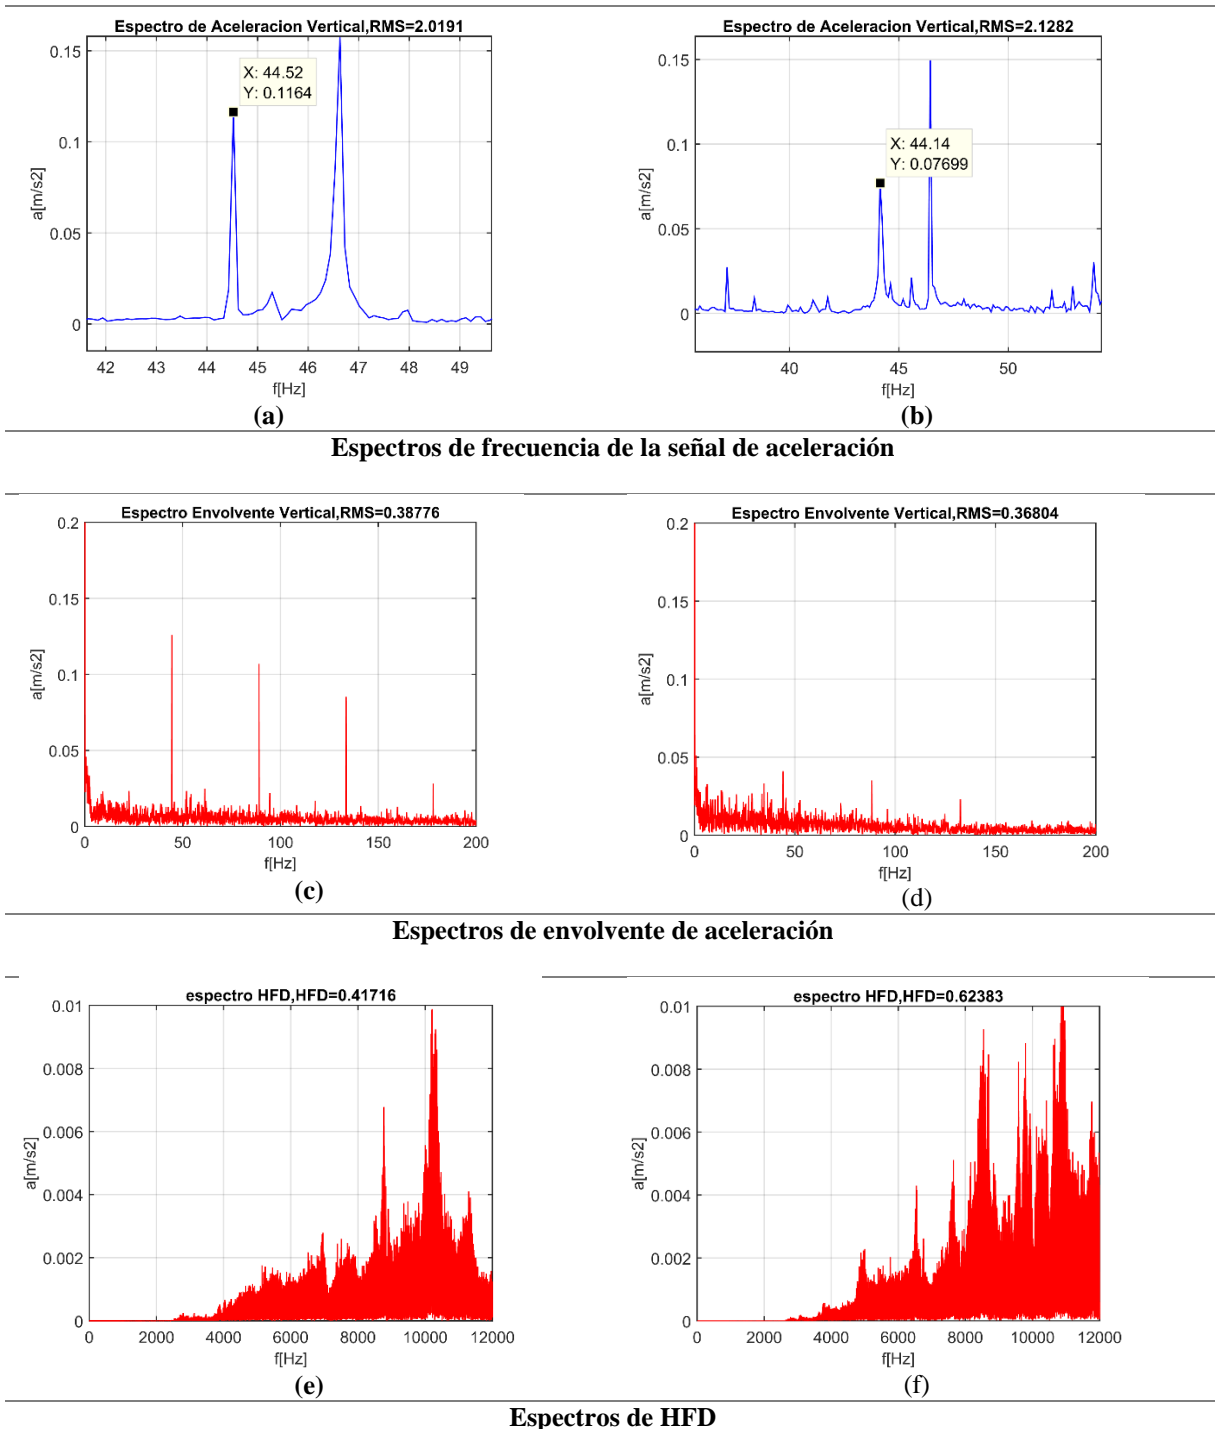 Espectro de Aceleracion Vertical,RMS=2.0191
0.15
0.1
0.05
0
a[m/s2]
X: 44.52
Y: 0.1164
42 43 44 45 46 47 48 49
f[Hz]
(a)
Espectro de Aceleracion Vertical,RMS=2.1282
0.15
0.1
0.05
0
a[m/s2]
X: 44.14
Y: 0.07699
40 45 50
f[Hz]
(b)
Espectros de frecuencia de la señal de aceleración
Espectro Envolvente Vertical,RMS=0.38776
0.2
0.15
0.1
0.05
0
a[m/s2]
0 50 100 150 200
f[Hz]
(c)
Espectro Envolvente Vertical,RMS=0.36804
0.2
0.15
0.1
0.05
0
a[m/s2]
0 50 100 150 200
f[Hz]
(d)
Espectros de envolvente de aceleración
espectro HFD,HFD=0.41716
0.01
0.008
0.006
0.004
0.002
0
a[m/s2]
0 2000 4000 6000 8000 10000 12000
f[Hz]
(e)
espectro HFD,HFD=0.62383
0.01
0.008
0.006
0.004
0.002
0
a[m/s2]
0 2000 4000 6000 8000 10000 12000
f[Hz]
(f)
Espectros de HFD